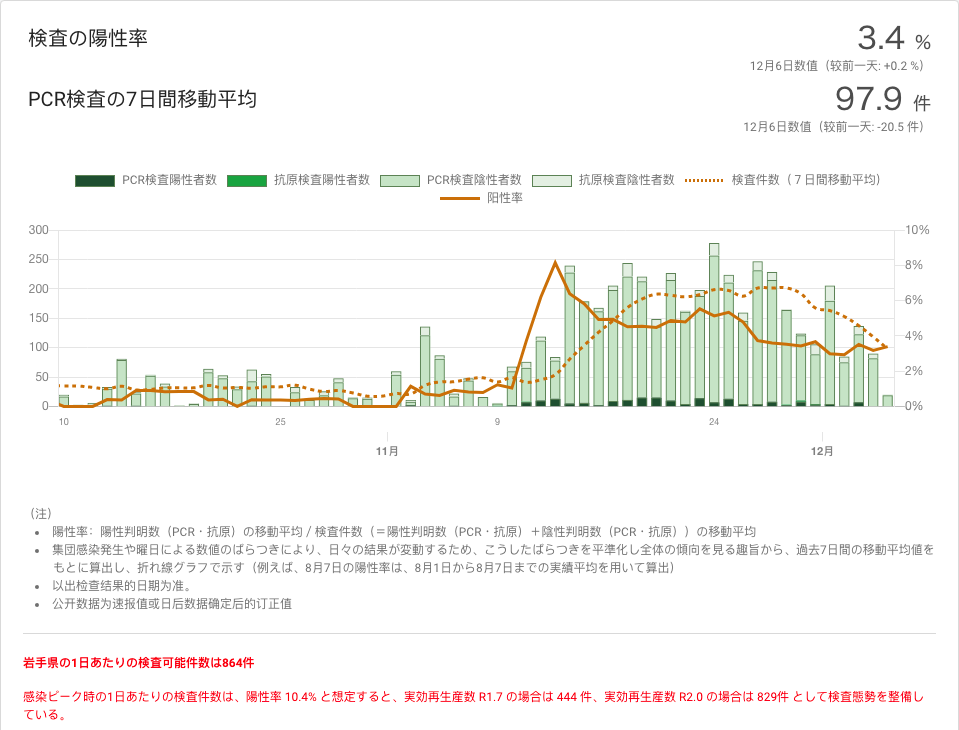 検査の陽性率
3.4 %
12月6日数值（较前一天: +0.2 %）
PCR検査の7日間移動平均
97.9 件
12月6日数值（较前一天: -20.5 件）
PCR検査陽性者数 抗原検査陽性者数 PCR検査陰性者数 抗原検査陰性者数 検査件数（７日間移動平均）
阳性率
300 10%
250 8%
200 6%
150
100 4%
50 2%
0 0%
10 25 9 24
11月 12月
（注）
• 陽性率：陽性判明数（PCR・抗原）の移動平均 / 検査件数（＝陽性判明数（PCR・抗原）＋陰性判明数（PCR・抗原））の移動平均
• 集団感染発生や曜日による数値のばらつきにより、日々の結果が変動するため、こうしたばらつきを平準化し全体の傾向を見る趣旨から、過去7日間の移動平均値を
もとに算出し、折れ線グラフで示す（例えば、8月7日の陽性率は、8月1日から8月7日までの実績平均を用いて算出）
• 以出检查结果的日期为准。
• 公开数据为速报值或日后数据确定后的订正值
岩手県の1日あたりの検査可能件数は864件
感染ピーク時の1日あたりの検査件数は、陽性率 10.4% と想定すると、実効再生産数 R1.7 の場合は 444 件、実効再生産数 R2.0 の場合は 829件 として検査態勢を整備し
ている。